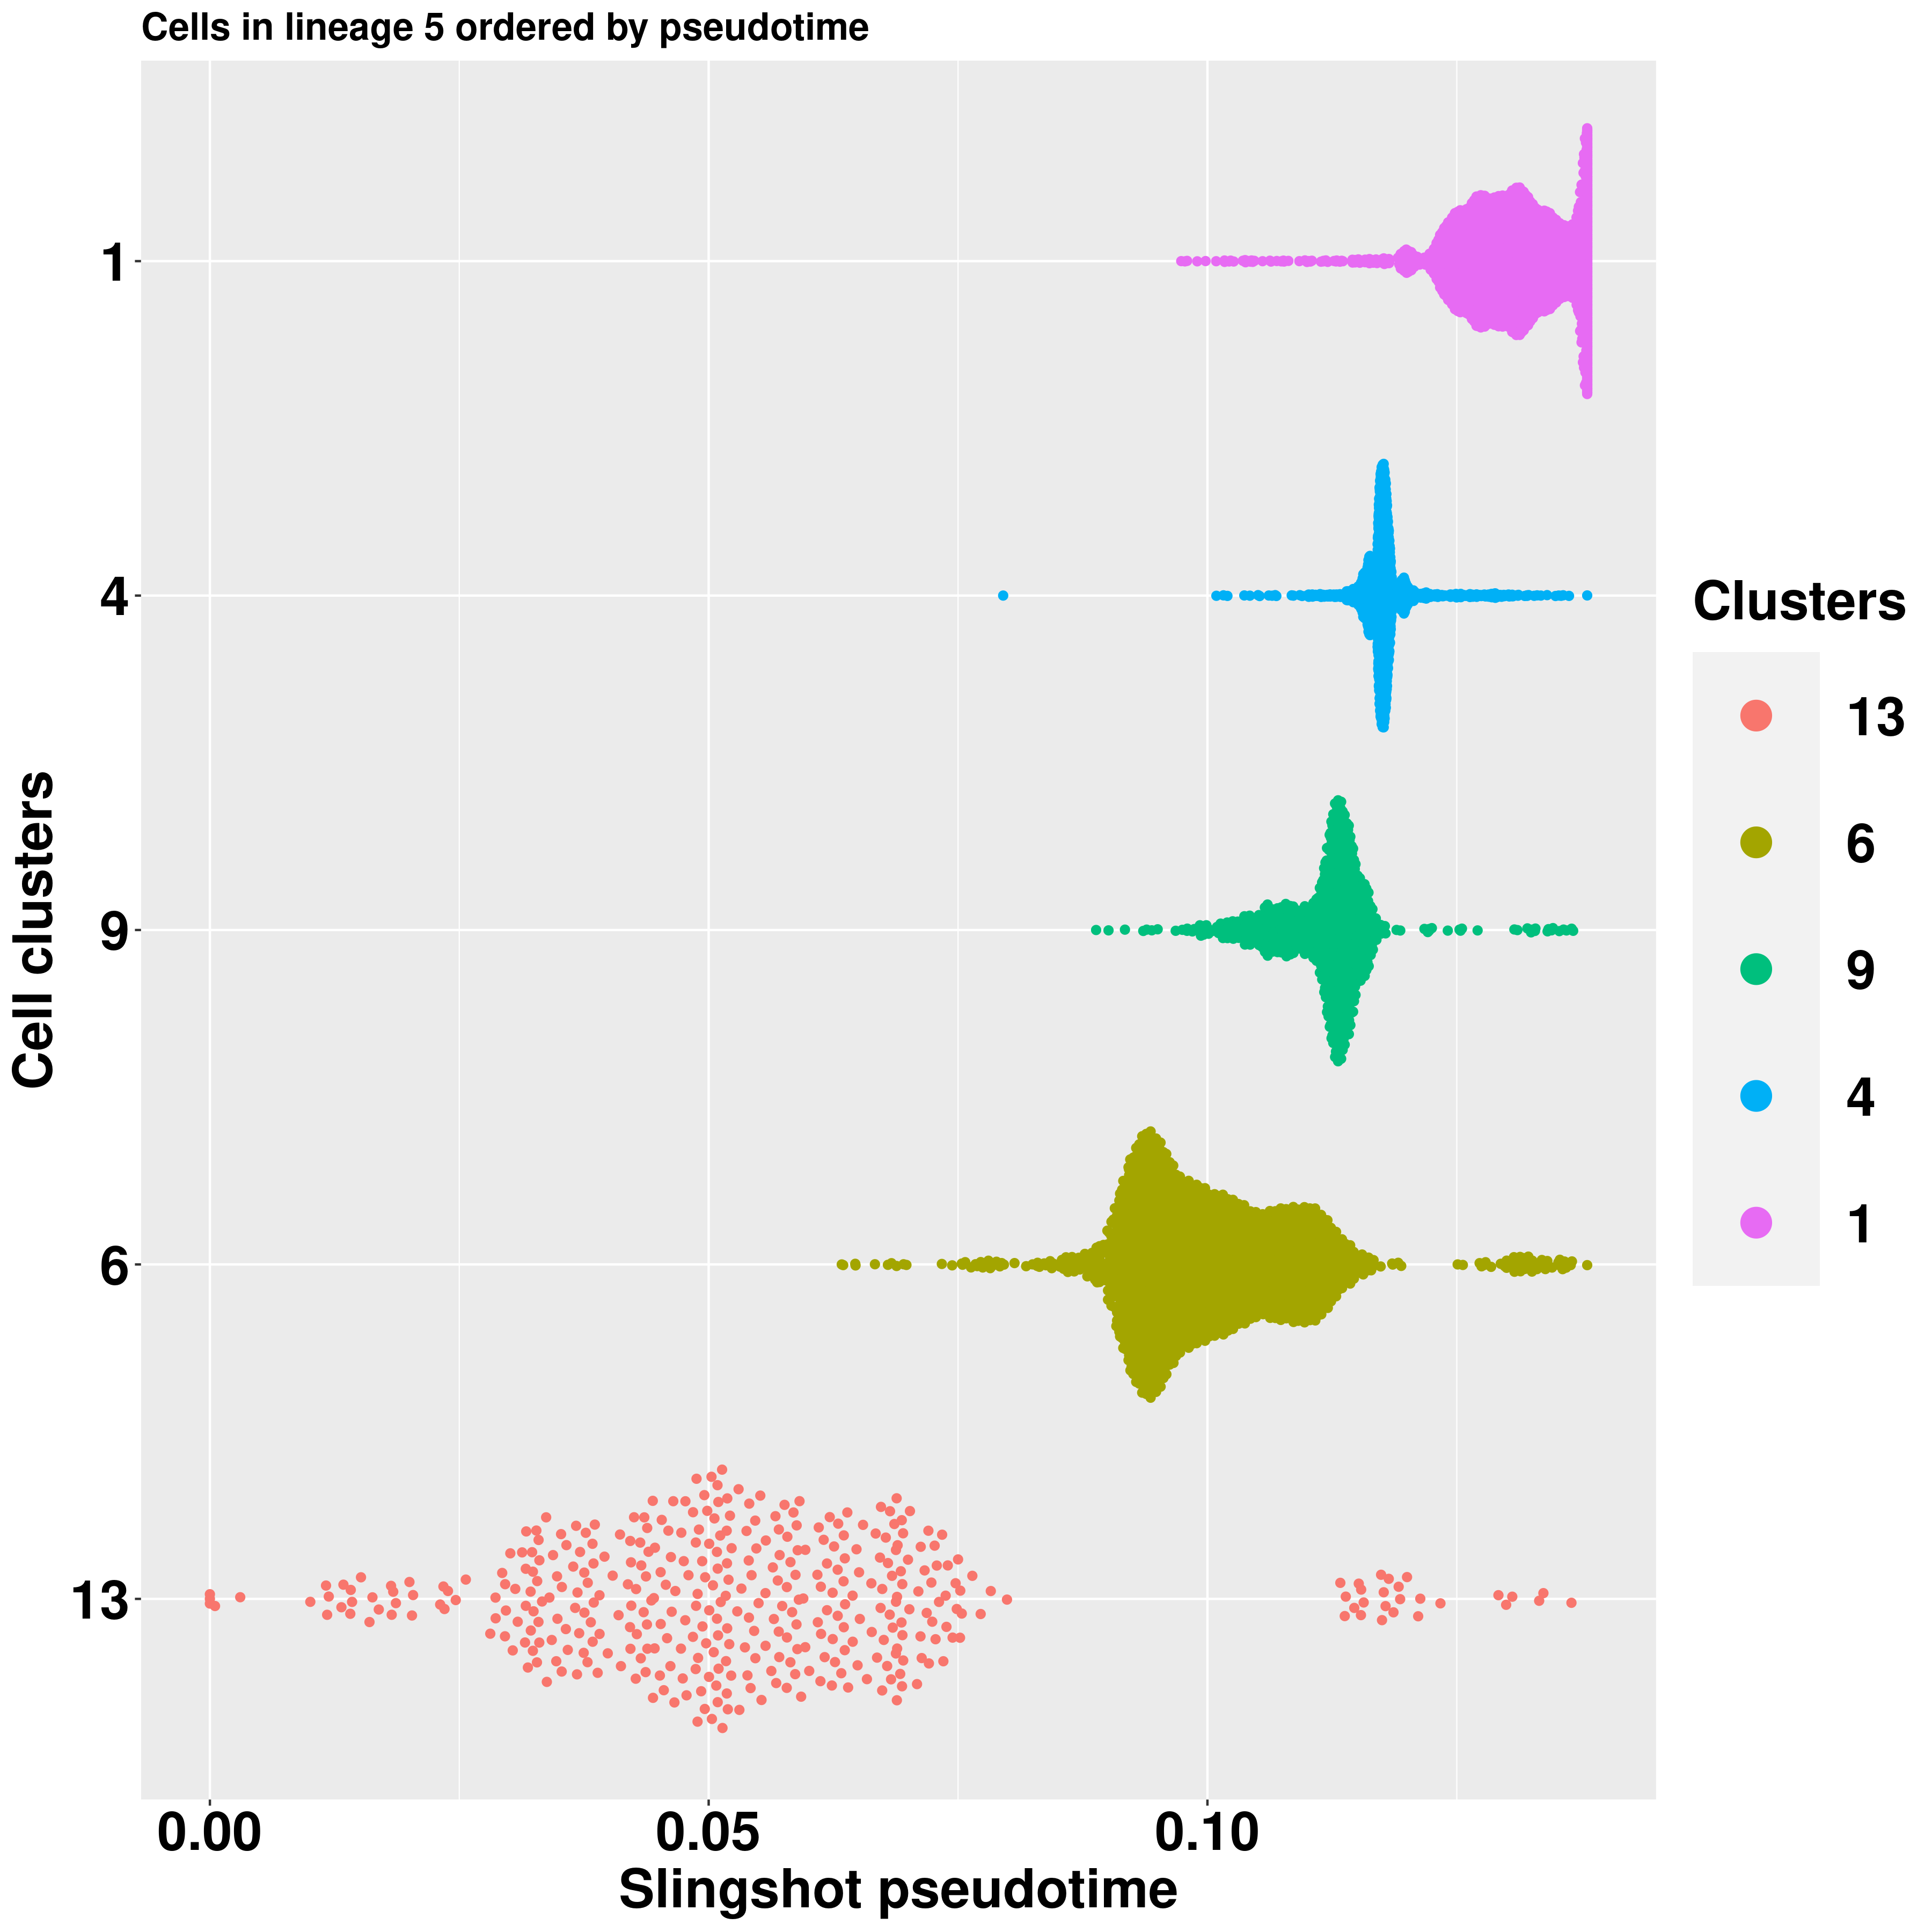 Cells in lineage 5 ordered by pseudotime
1
4
9
6
13
Cell clusters
0.00 0.05 0.10
Slingshot pseudotime
Clusters
13
6
9
4
1